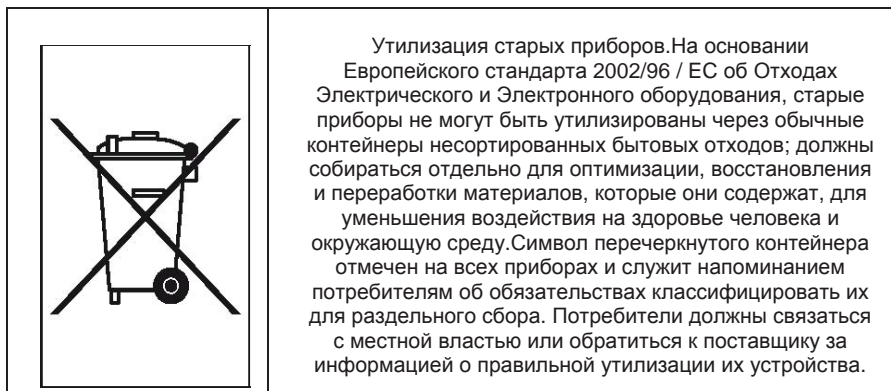 Утилизация старых приборов.На основании
Европейского стандарта 2002/96 / ЕС об Отходах
Электрического и Электронного оборудования, старые
приборы не могут быть утилизированы через обычные
контейнеры несортированных бытовых отходов; должны
собираться отдельно для оптимизации, восстановления
и переработки материалов, которые они содержат, для
уменьшения воздействия на здоровье человека и
окружающую среду.Символ перечеркнутого контейнера
отмечен на всех приборах и служит напоминанием
потребителям об обязательствах классифицировать их
для раздельного сбора. Потребители должны связаться
с местной властью или обратиться к поставщику за
информацией о правильной утилизации их устройства.